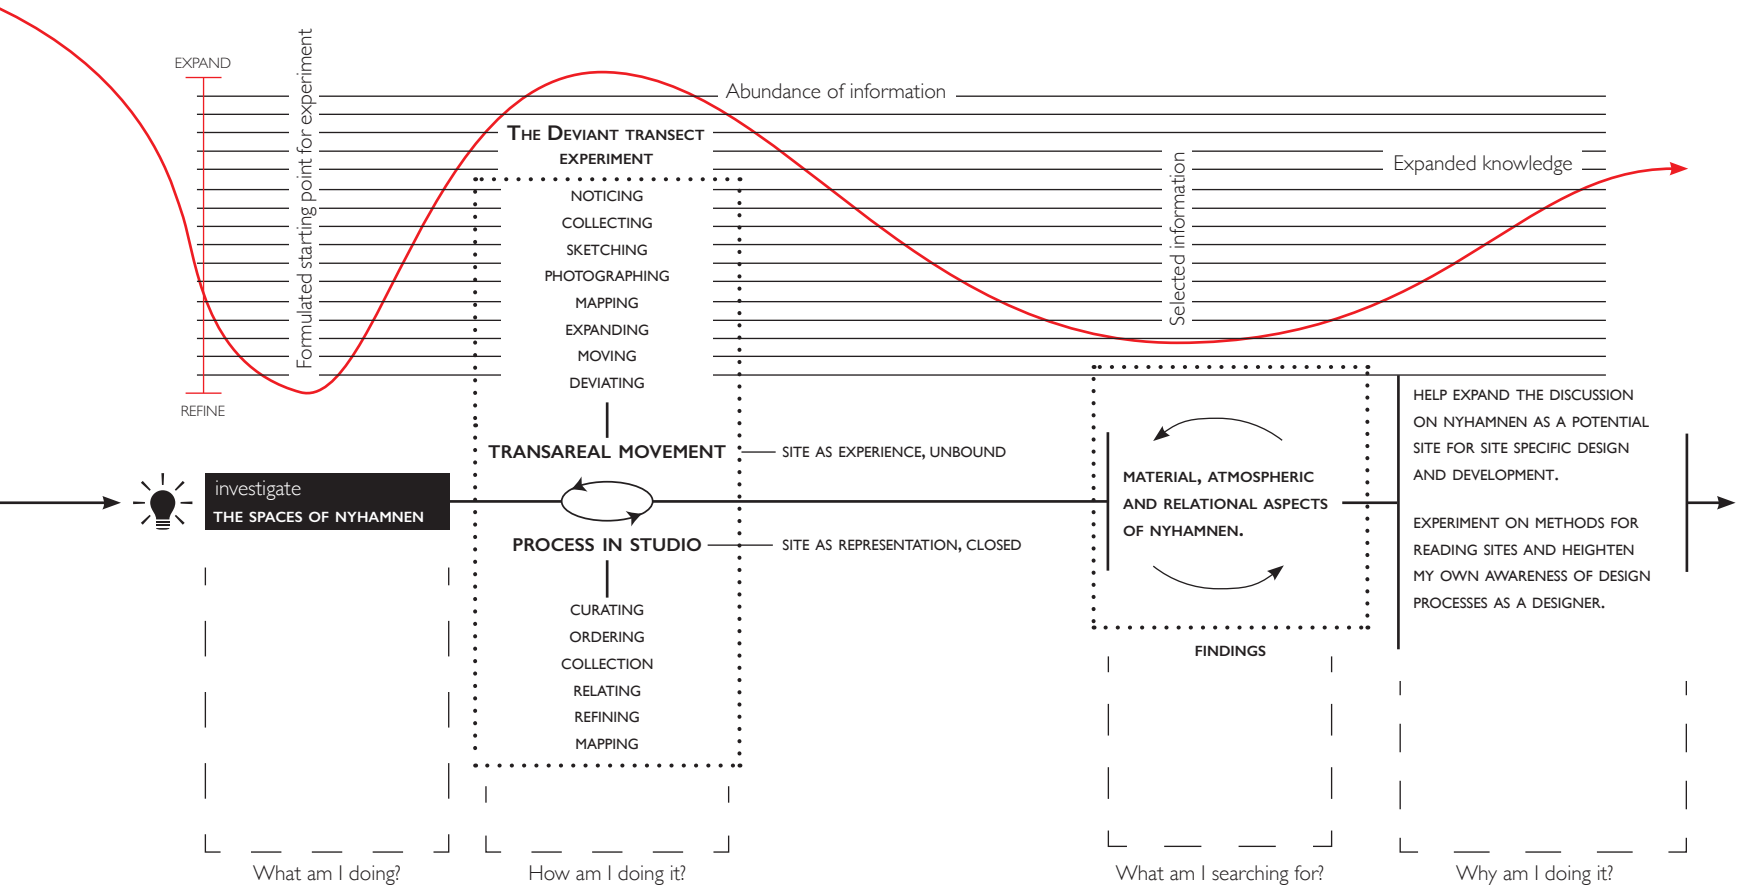 EXPAND
REFINE
Formulated starting point for experiment
Abundance of information
Selected information
Expanded knowledge
THE DEVIANT TRANSECT
EXPERIMENT
NOTICING
COLLECTING
SKETCHING
PHOTOGRAPHING
MAPPING
EXPANDING
MOVING
DEVIATING
TRANSAREAL MOVEMENT
SITE AS EXPERIENCE, UNBOUND
investigate
THE SPACES OF NYHAMNEN
PROCESS IN STUDIO
SITE AS REPRESENTATION, CLOSED
CURATING
ORDERING
COLLECTION
RELATING
REFINING
MAPPING
MATERIAL, ATMOSPHERIC
AND RELATIONAL ASPECTS
OF NYHAMNEN.
FINDINGS
HELP EXPAND THE DISCUSSION
ON NYHAMNEN AS A POTENTIAL
SITE FOR SITE SPECIFIC DESIGN
AND DEVELOPMENT.
EXPERIMENT ON METHODS FOR
READING SITES AND HEIGHTEN
MY OWN AWARENESS OF DESIGN
PROCESSES AS A DESIGNER.
What am I doing?
How am I doing it?
What am I searching for?
Why am I doing it?